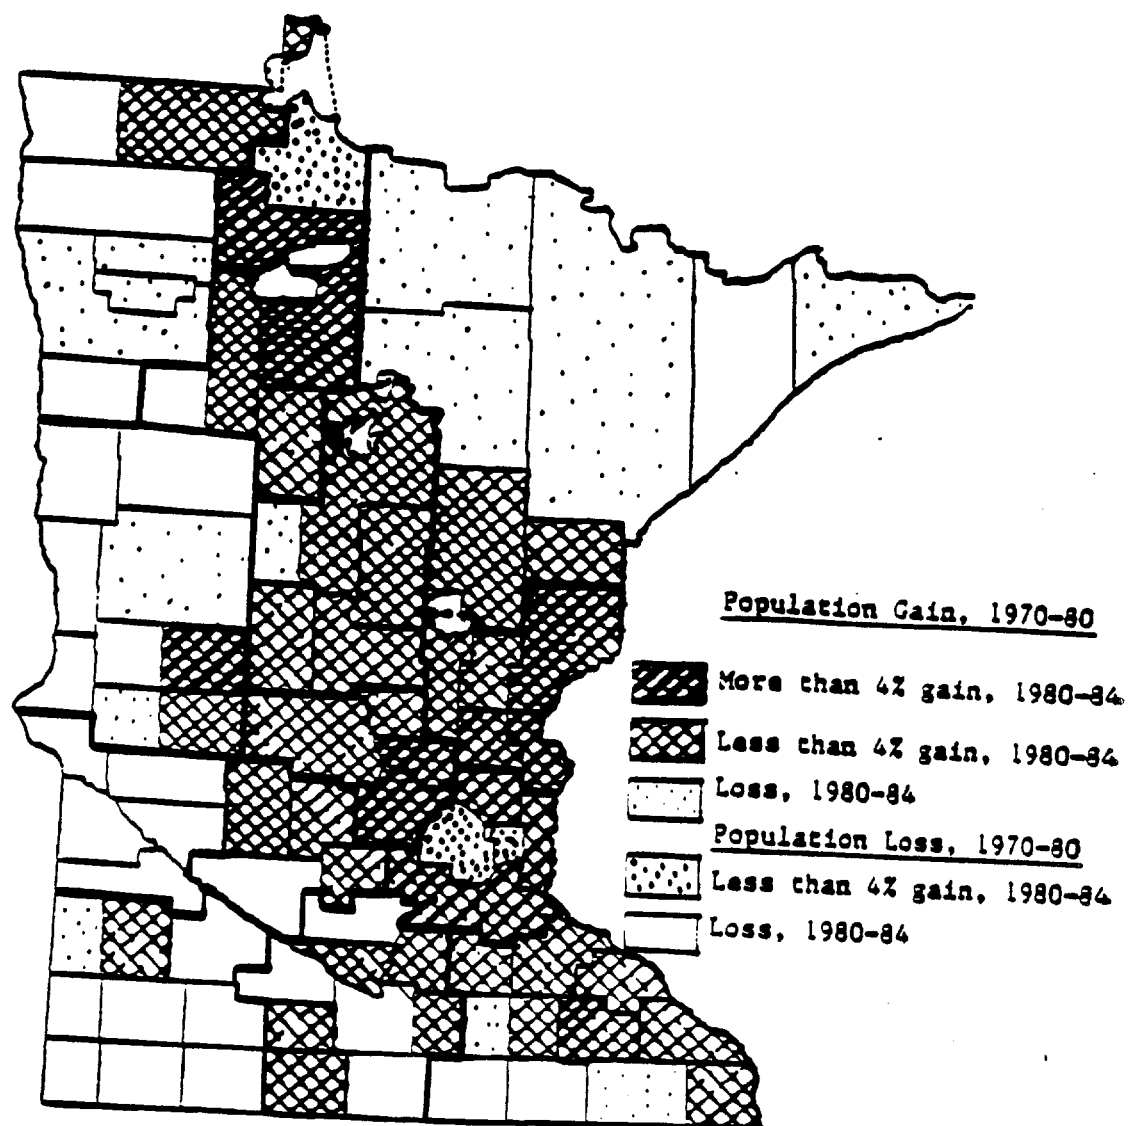 Population Gain, 1970-80
More than 4% gain, 1980-84
Less than 4% gain, 1980-84
Loss, 1980-84
Population Loss, 1970-80
Less than 4% gain, 1980-84
Loss, 1980-84